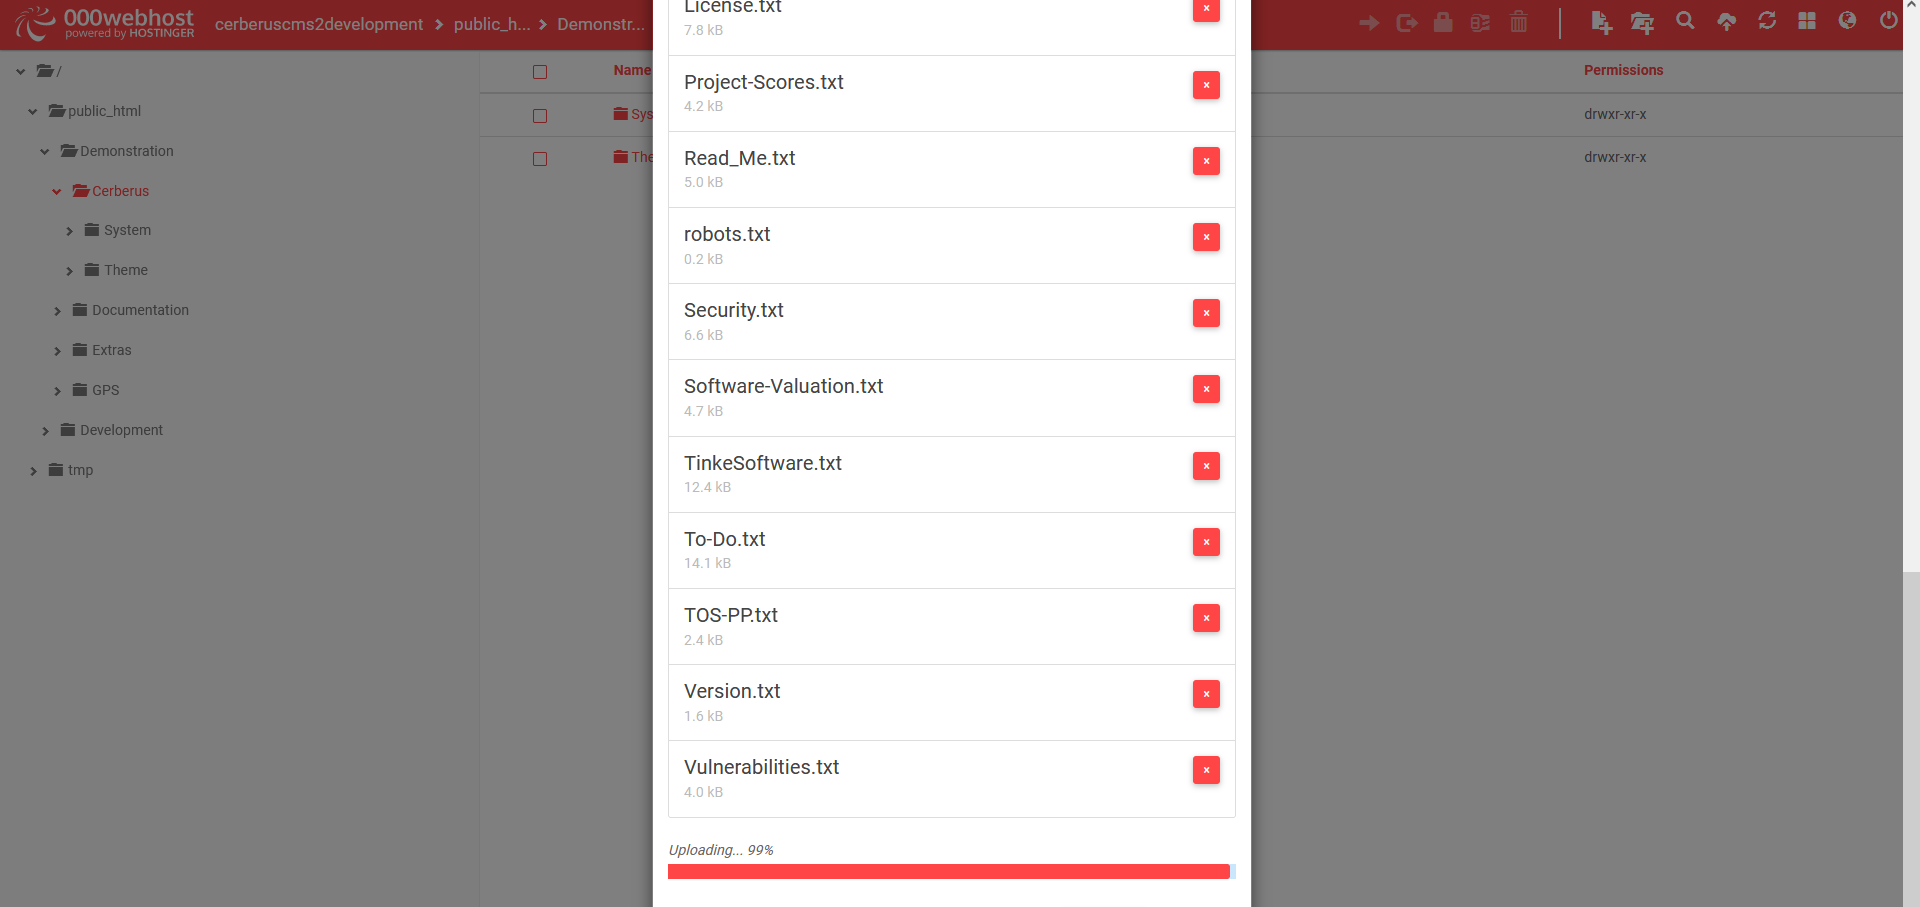 000webhost
powered by HOSTINGER
cerberuscms2development
public_h...
Demonstr...
/
public_html
Demonstration
Cerberus
System
Theme
Documentation
Extras
GPS
Development
tmp
Name
Permissions
Sys
drwxr-xr-x
The
drwxr-xr-x
License.txt
7.8 kB
Project-Scores.txt
4.2 kB
Read_Me.txt
5.0 kB
robots.txt
0.2 kB
Security.txt
6.6 kB
Software-Valuation.txt
4.7 kB
TinkeSoftware.txt
12.4 kB
To-Do.txt
14.1 kB
TOS-PP.txt
2.4 kB
Version.txt
1.6 kB
Vulnerabilities.txt
4.0 kB
Uploading... 99%